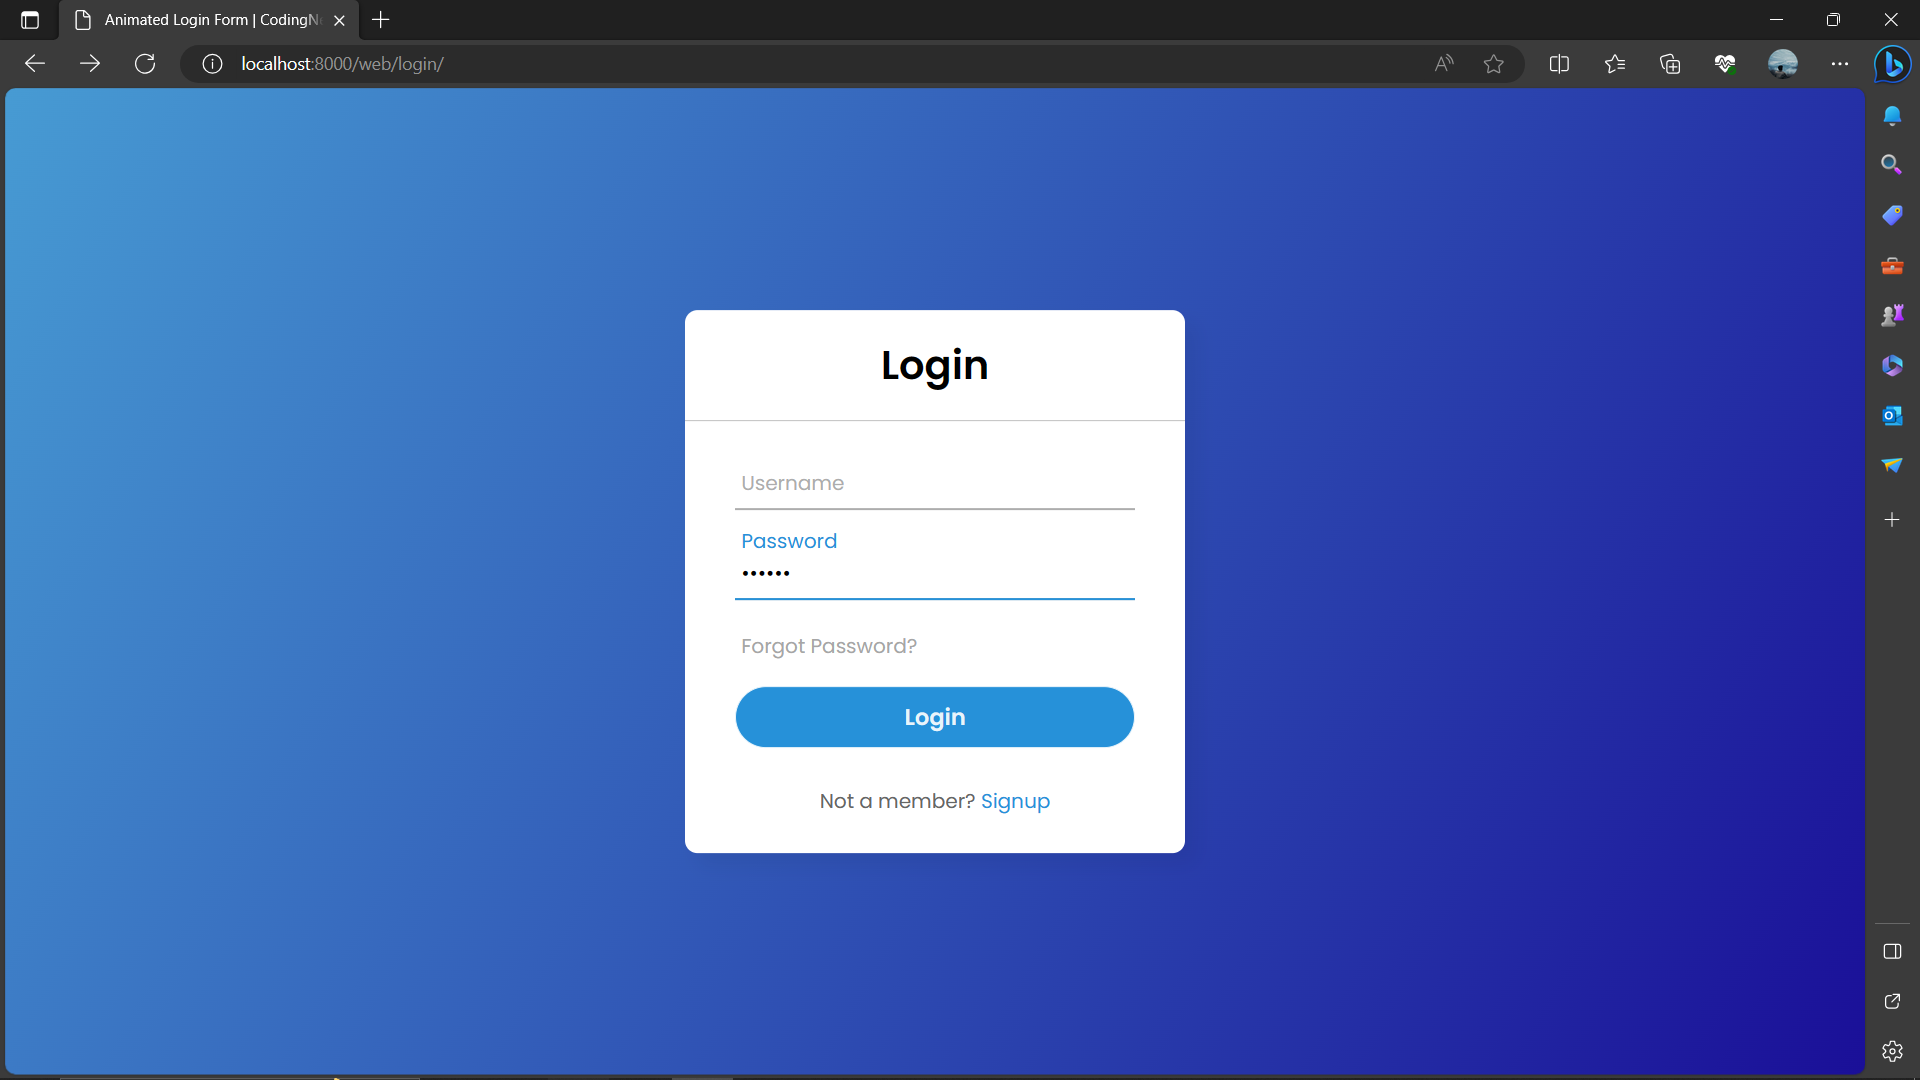 Animated Login Form | CodingN
localhost:8000/web/login/
Login
Username
Password
••••••
Forgot Password?
Login
Not a member? Signup